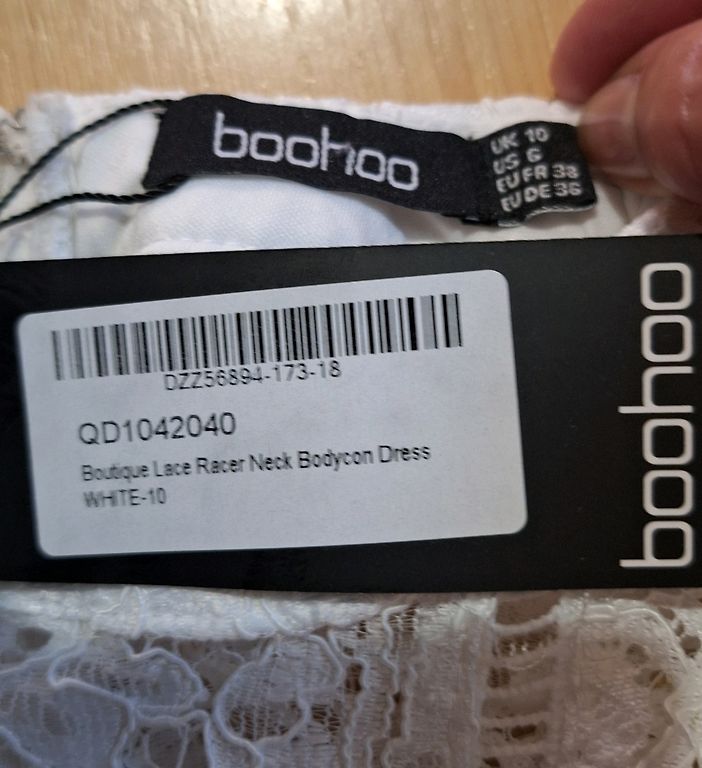 boohoo
UK 10
US 6
EU FR 38
EU DE 36
DZZ56894-173-18
QD1042040
Boutique Lace Racer Neck Bodycon Dress
WHITE-10
boohoo